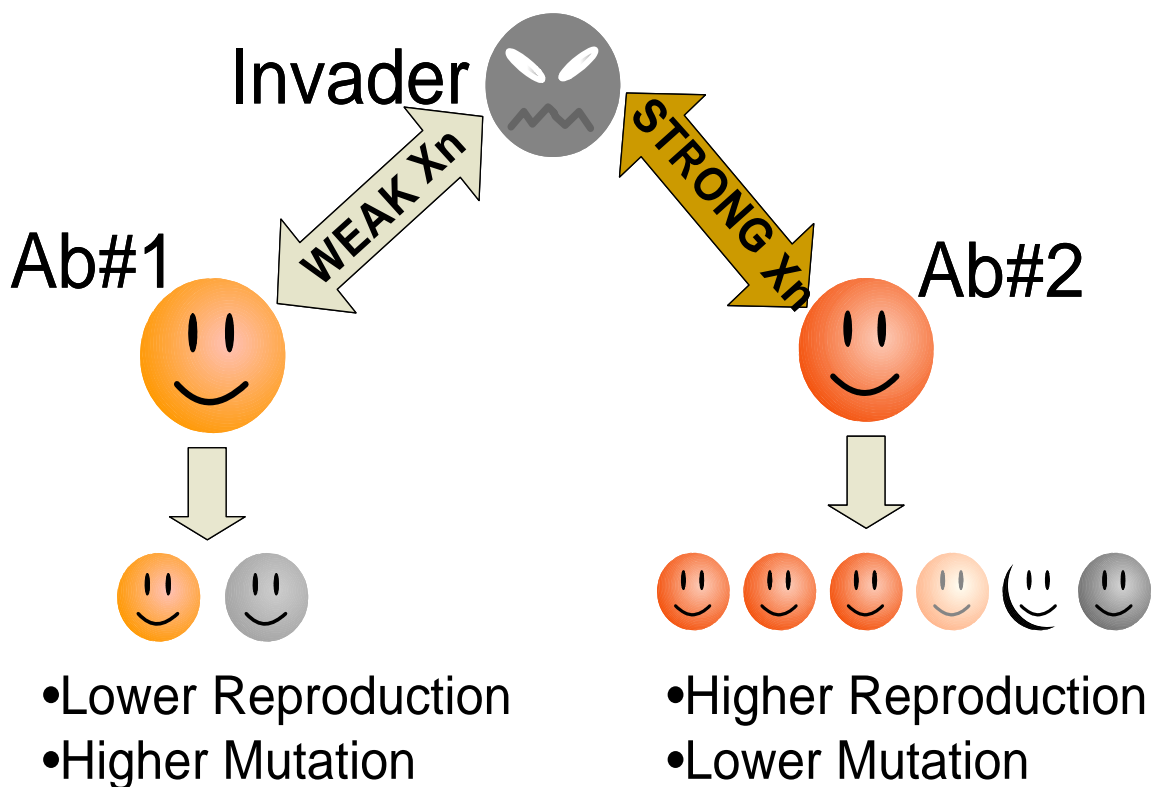 Invader
WEAK Xn
STRONG Xn
Ab#1
Ab#2
•Lower Reproduction
•Higher Mutation
•Higher Reproduction
•Lower Mutation